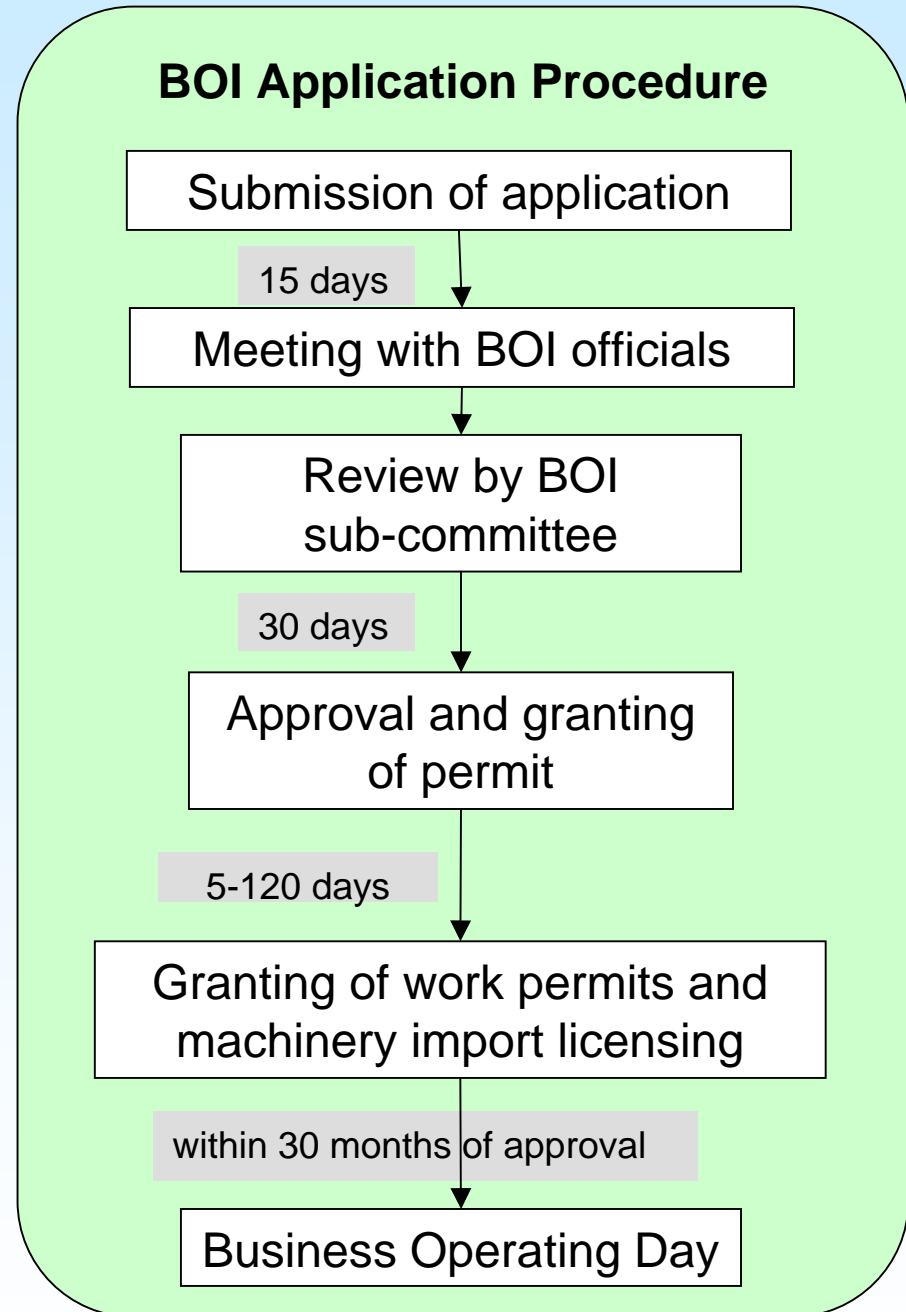 BOI Application Procedure
Submission of application
15 days
Meeting with BOI officials
Review by BOI
sub-committee
30 days
Approval and granting
of permit
5-120 days
Granting of work permits and
machinery import licensing
within 30 months of approval
Business Operating Day